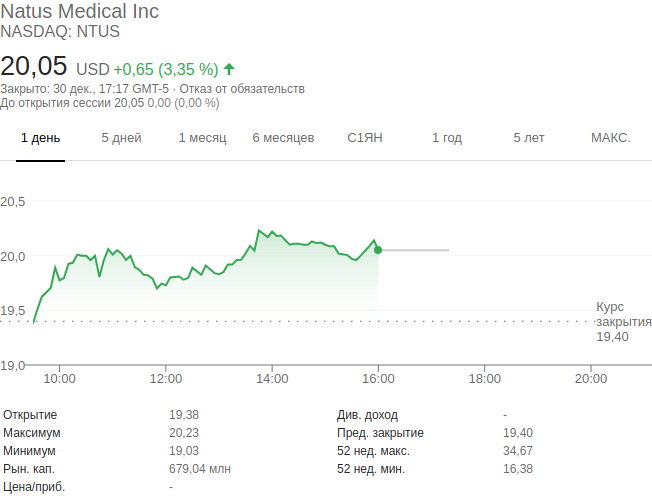 Natus Medical Inc
NASDAQ: NTUS
20,05 USD +0,65 (3,35 %)
Закрыто: 30 дек., 17:17 GMT-5 · Отказ от обязательств
До открытия сессии 20,05 0,00 (0,00 %)
1 день 5 дней 1 месяц 6 месяцев С1ЯН 1 год 5 лет МАКС.
20,5
20,0
19,5
19,0
Курс
закрытия
19,40
10:00 12:00 14:00 16:00 18:00 20:00
Открытие 19,38 Див. доход -
Максимум 20,23 Пред. закрытие 19,40
Минимум 19,03 52 нед. макс. 34,67
Рын. кап. 679,04 млн 52 нед. мин. 16,38
Цена/приб. -